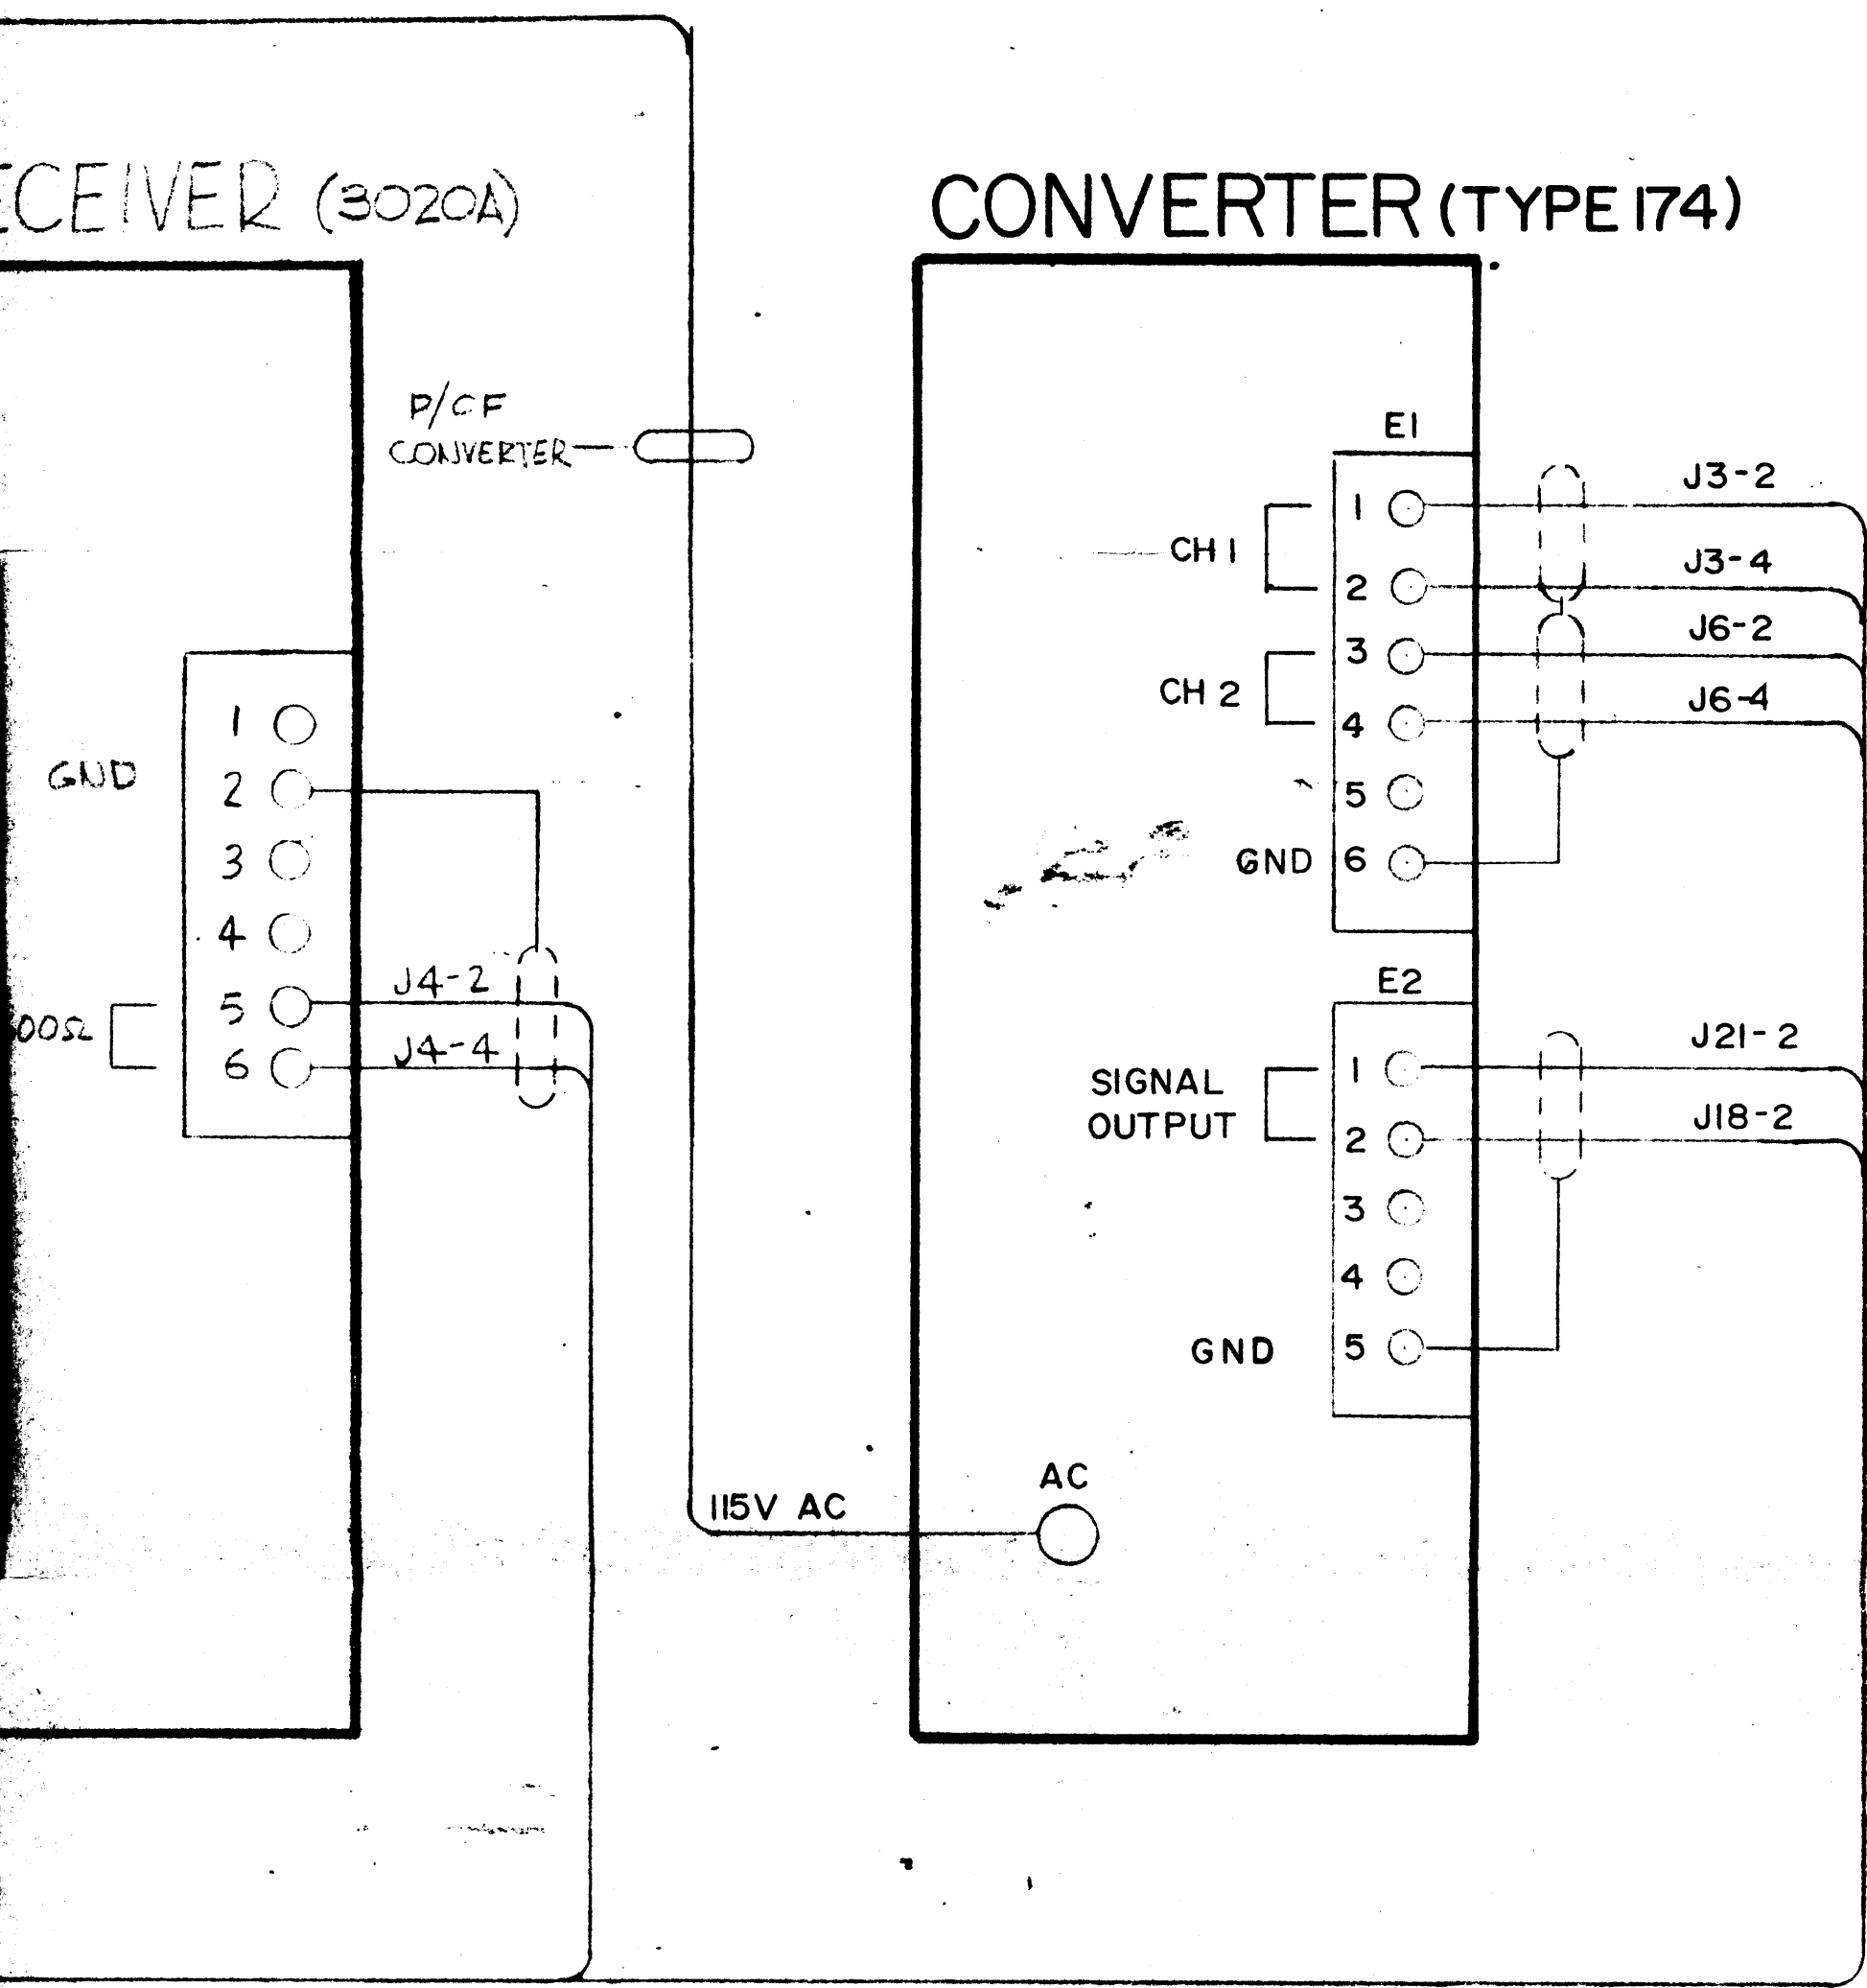 ECEIVER (3020A)
P/CF
CONVERTER
GND
1
2
3
4
5
6
00Ω
J4-2
J4-4
CONVERTER (TYPE 174)
E1
CH 1
CH 2
GND
1
2
3
4
5
6
J3-2
J3-4
J6-2
J6-4
E2
SIGNAL
OUTPUT
GND
1
2
3
4
5
J21-2
J18-2
AC
115V AC